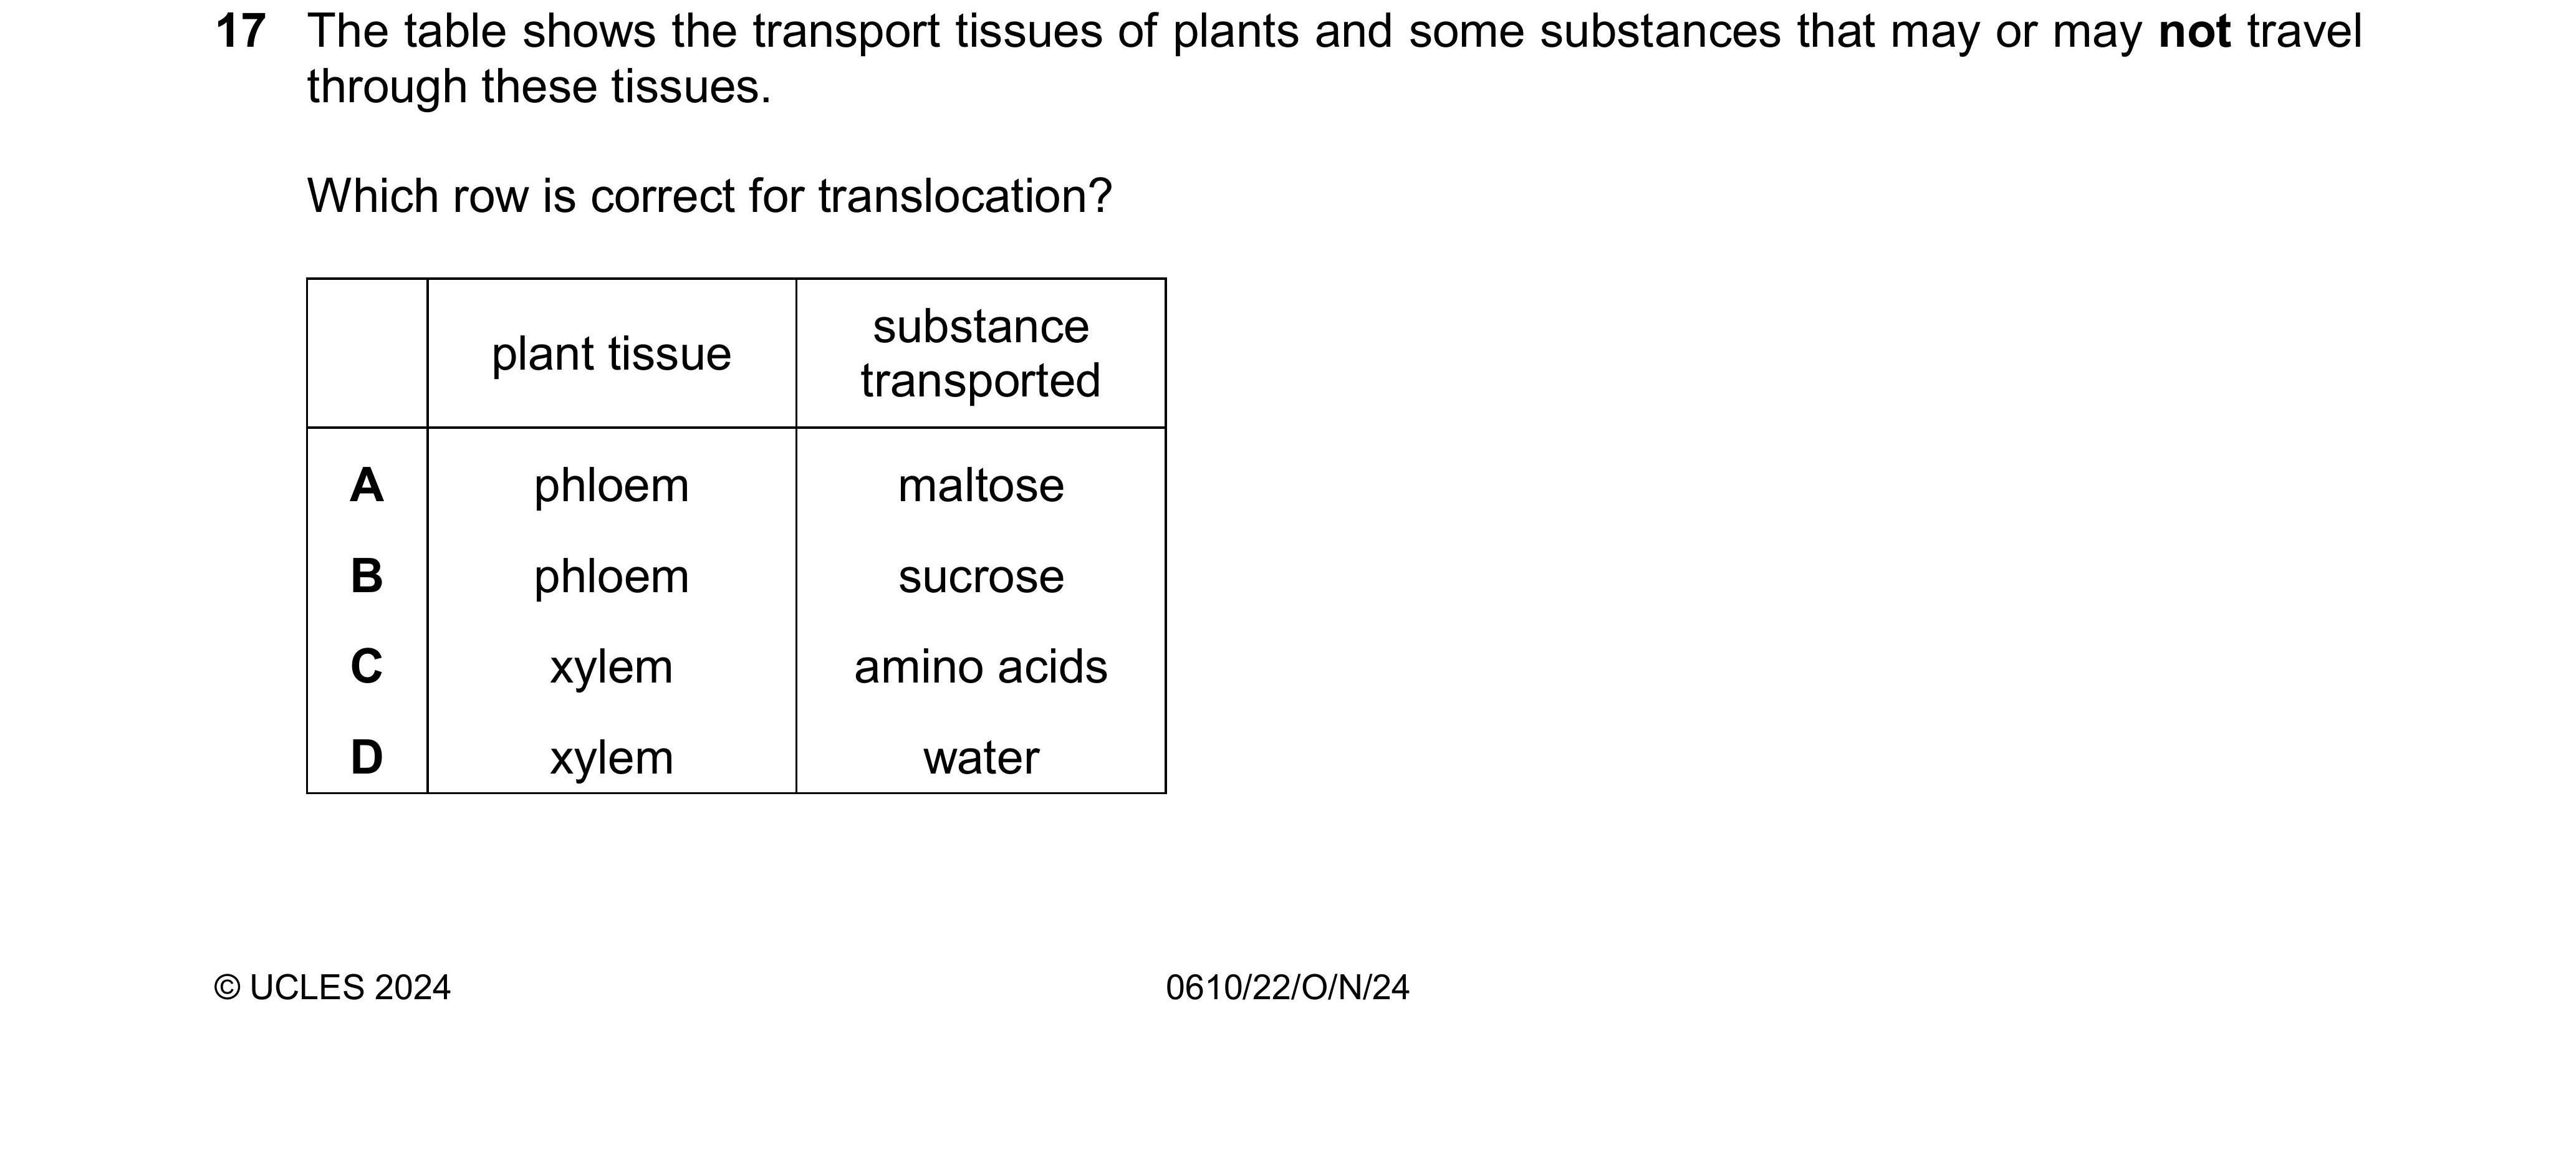 17 The table shows the transport tissues of plants and some substances that may or may not travel
through these tissues.
Which row is correct for translocation?
plant tissue
substance
transported
A phloem maltose
B phloem sucrose
C xylem amino acids
D xylem water
© UCLES 2024 0610/22/O/N/24